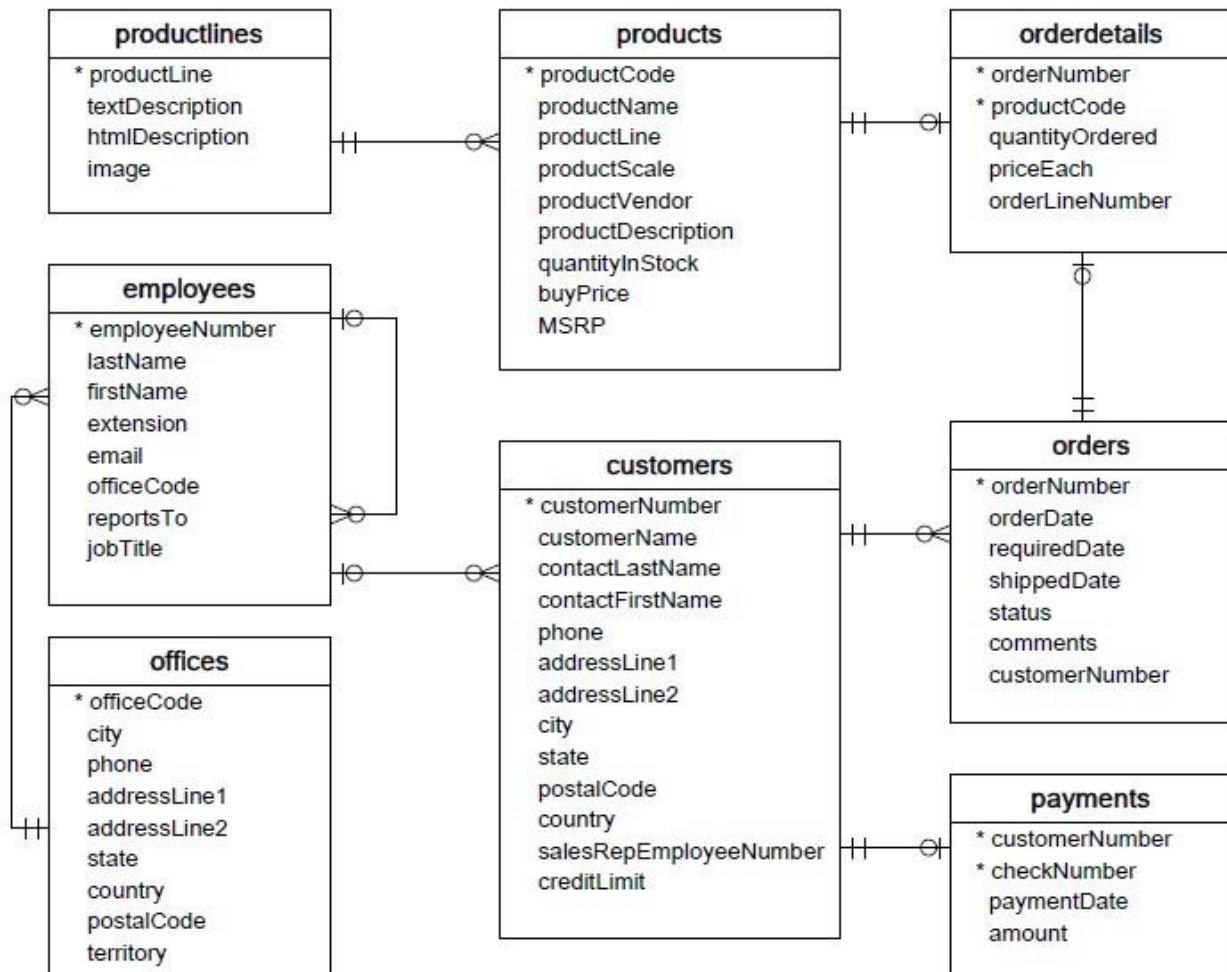 productlines
* productLine
textDescription
htmlDescription
image
products
* productCode
productName
productLine
productScale
productVendor
productDescription
quantityInStock
buyPrice
MSRP
orderdetails
* orderNumber
* productCode
quantityOrdered
priceEach
orderLineNumber
employees
* employeeNumber
lastName
firstName
extension
email
officeCode
reportsTo
jobTitle
customers
* customerNumber
customerName
contactLastName
contactFirstName
phone
addressLine1
addressLine2
city
state
postalCode
country
salesRepEmployeeNumber
creditLimit
orders
* orderNumber
orderDate
requiredDate
shippedDate
status
comments
customerNumber
offices
* officeCode
city
phone
addressLine1
addressLine2
state
country
postalCode
territory
payments
* customerNumber
* checkNumber
paymentDate
amount